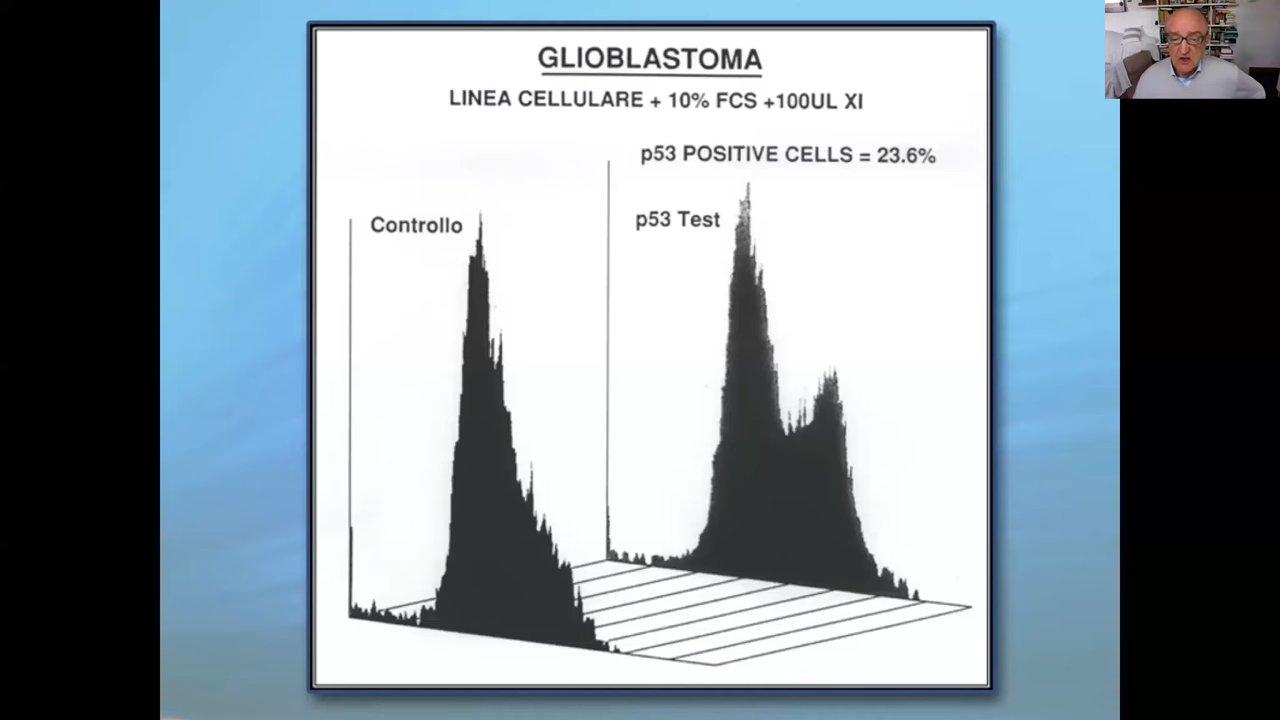 GLIOBLASTOMA
LINEA CELLULARE + 10% FCS +100UL XI
p53 POSITIVE CELLS = 23.6%
Controllo
p53 Test